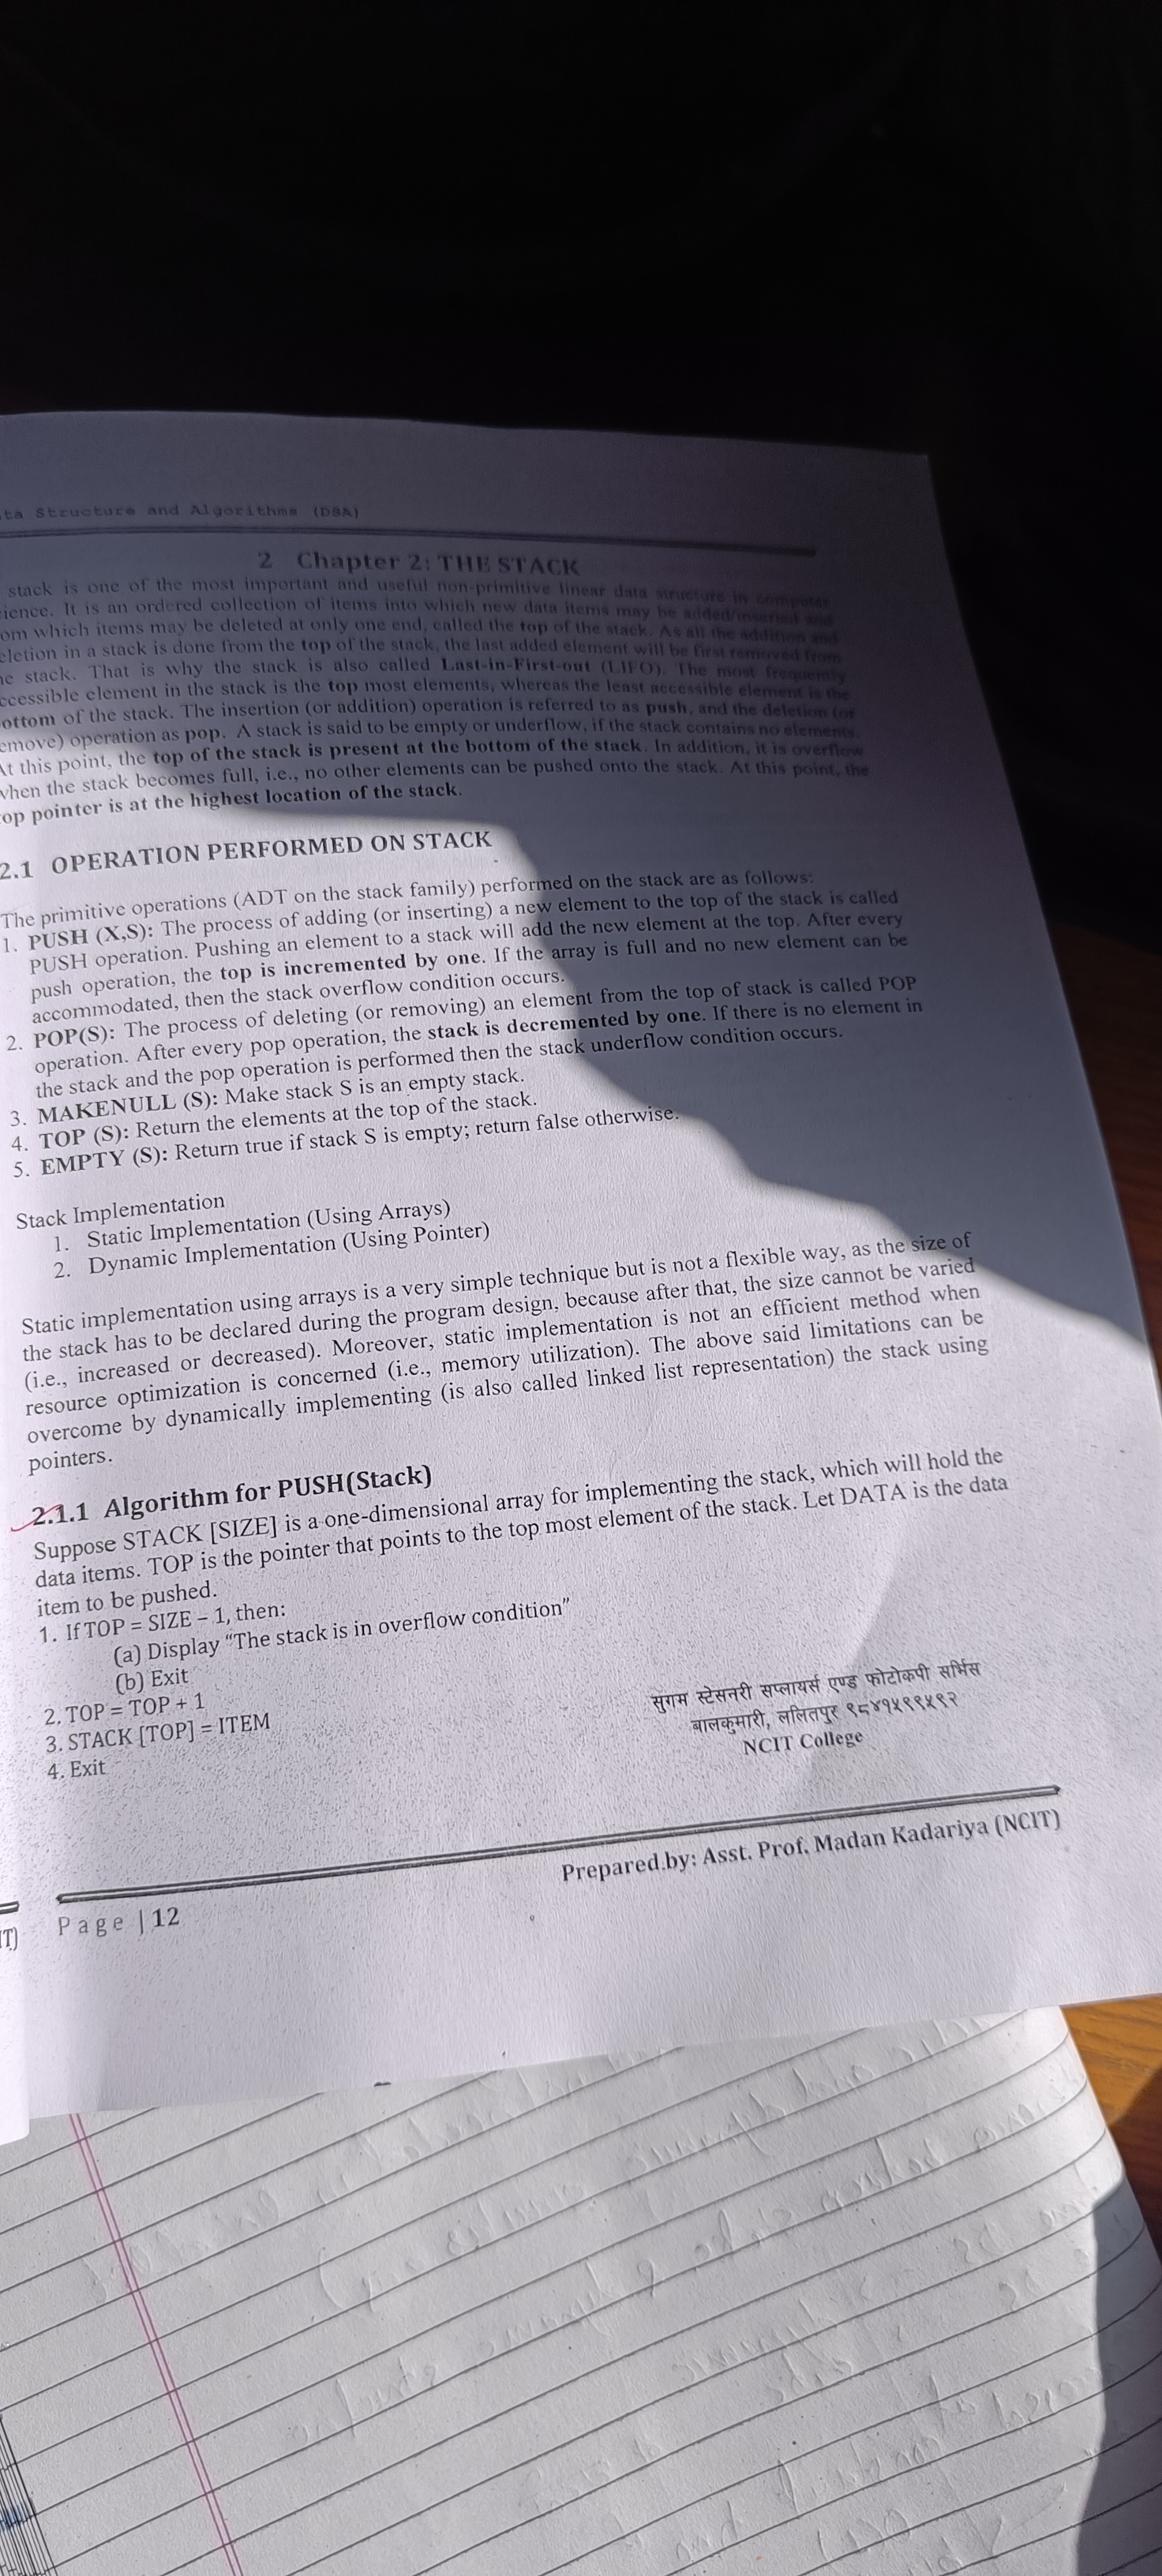 ta Structure and Algorithms (DSA)
2 Chapter 2: THE STACK
stack is one of the most important and useful non-primitive linear data structure in computer
ience. It is an ordered collection of items into which new data items may be added/inserted and
om which items may be deleted at only one end, called the top of the stack. As all the addition and
eletion in a stack is done from the top of the stack, the last added element will be first removed from
he stack. That is why the stack is also called Last-in-First-out (LIFO). The most frequently
ccessible element in the stack is the top most elements, whereas the least accessible element is the
ottom of the stack. The insertion (or addition) operation is referred to as push, and the deletion (or
emove) operation as pop. A stack is said to be empty or underflow, if the stack contains no elements.
At this point, the top of the stack is present at the bottom of the stack. In addition, it is overflow
when the stack becomes full, i.e., no other elements can be pushed onto the stack. At this point, the
top pointer is at the highest location of the stack.
2.1 OPERATION PERFORMED ON STACK
The primitive operations (ADT on the stack family) performed on the stack are as follows:
1. PUSH (X,S): The process of adding (or inserting) a new element to the top of the stack is called
PUSH operation. Pushing an element to a stack will add the new element at the top. After every
push operation, the top is incremented by one. If the array is full and no new element can be
accommodated, then the stack overflow condition occurs.
2. POP(S): The process of deleting (or removing) an element from the top of stack is called POP
operation. After every pop operation, the stack is decremented by one. If there is no element in
the stack and the pop operation is performed then the stack underflow condition occurs.
3. MAKENULL (S): Make stack S is an empty stack.
4. TOP (S): Return the elements at the top of the stack.
5. EMPTY (S): Return true if stack S is empty; return false otherwise.
Stack Implementation
1. Static Implementation (Using Arrays)
2. Dynamic Implementation (Using Pointer)
Static implementation using arrays is a very simple technique but is not a flexible way, as the size of
the stack has to be declared during the program design, because after that, the size cannot be varied
(i.e., increased or decreased). Moreover, static implementation is not an efficient method when
resource optimization is concerned (i.e., memory utilization). The above said limitations can be
overcome by dynamically implementing (is also called linked list representation) the stack using
pointers.
2.1.1 Algorithm for PUSH(Stack)
Suppose STACK [SIZE] is a one-dimensional array for implementing the stack, which will hold the
data items. TOP is the pointer that points to the top most element of the stack. Let DATA is the data
item to be pushed.
1. If TOP = SIZE – 1, then:
(a) Display “The stack is in overflow condition”
(b) Exit
2. TOP = TOP + 1
3. STACK [TOP] = ITEM
4. Exit
सुगम स्टेसनरी सप्लायर्स एण्ड फोटोकपी सर्भिस
बालकुमारी, ललितपुर ९८४१५९९५९२
NCIT College
Prepared by: Asst. Prof. Madan Kadariya (NCIT)
Page | 12
IT)